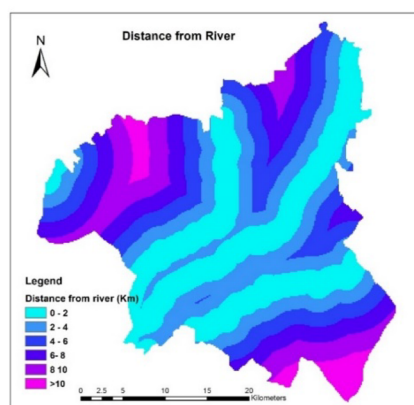 Distance from River
N
Legend
Distance from river (Km)
0 - 2
2 - 4
4 - 6
6- 8
8 10
>10
0 2.5 5 10 15 20
Kilometers